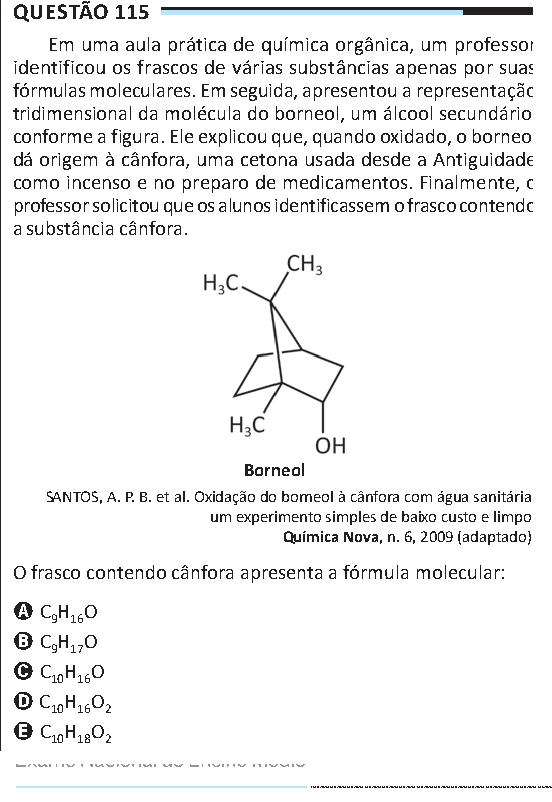 QUESTÃO 115
Em uma aula prática de química orgânica, um professor
identificou os frascos de várias substâncias apenas por suas
fórmulas moleculares. Em seguida, apresentou a representaçã
tridimensional da molécula do borneol, um álcool secundário
conforme a figura. Ele explicou que, quando oxidado, o borneo
dá origem à cânfora, uma cetona usada desde a Antiguidade
como incenso e no preparo de medicamentos. Finalmente, o
professor solicitou que os alunos identificassem o frasco contendo
a substância cânfora.
CH₃
H₃C
H₃C
OH
Borneol
SANTOS, A. P. B. et al. Oxidação do borneol à cânfora com água sanitária
um experimento simples de baixo custo e limpo
Química Nova, n. 6, 2009 (adaptado)
O frasco contendo cânfora apresenta a fórmula molecular:
A C₉H₁₆O
B C₉H₁₇O
C C₁₀H₁₆O
D C₁₀H₁₆O₂
E C₁₀H₁₈O₂